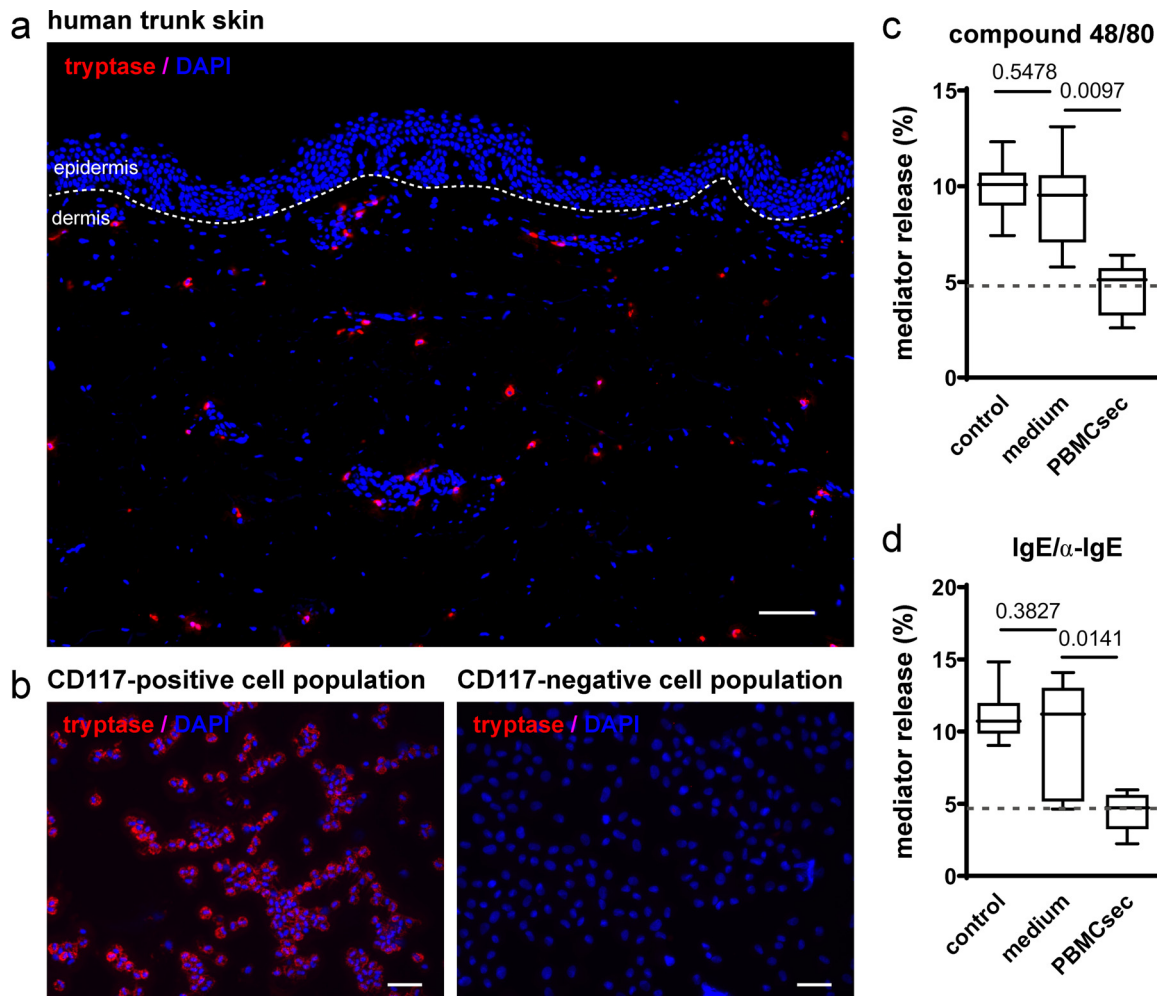 a
human trunk skin
tryptase / DAPI
epidermis
dermis
b
CD117-positive cell population
tryptase / DAPI
CD117-negative cell population
tryptase / DAPI
c
compound 48/80
0.5478
0.0097
mediator release (%)
15
10
5
0
control
medium
PBMCsec
d
IgE/α-IgE
0.3827
0.0141
mediator release (%)
20
15
10
5
0
control
medium
PBMCsec